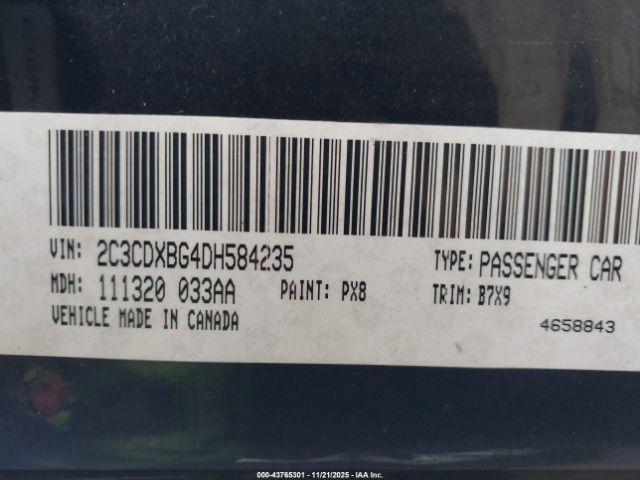 VIN: 2C3CDXBG4DH584235 TYPE: PASSENGER CAR
MDH: 111320 033AA PAINT: PX8 TRIM: B7X9
VEHICLE MADE IN CANADA 4658843
000-43765301 - 11/21/2025 - IAA Inc.